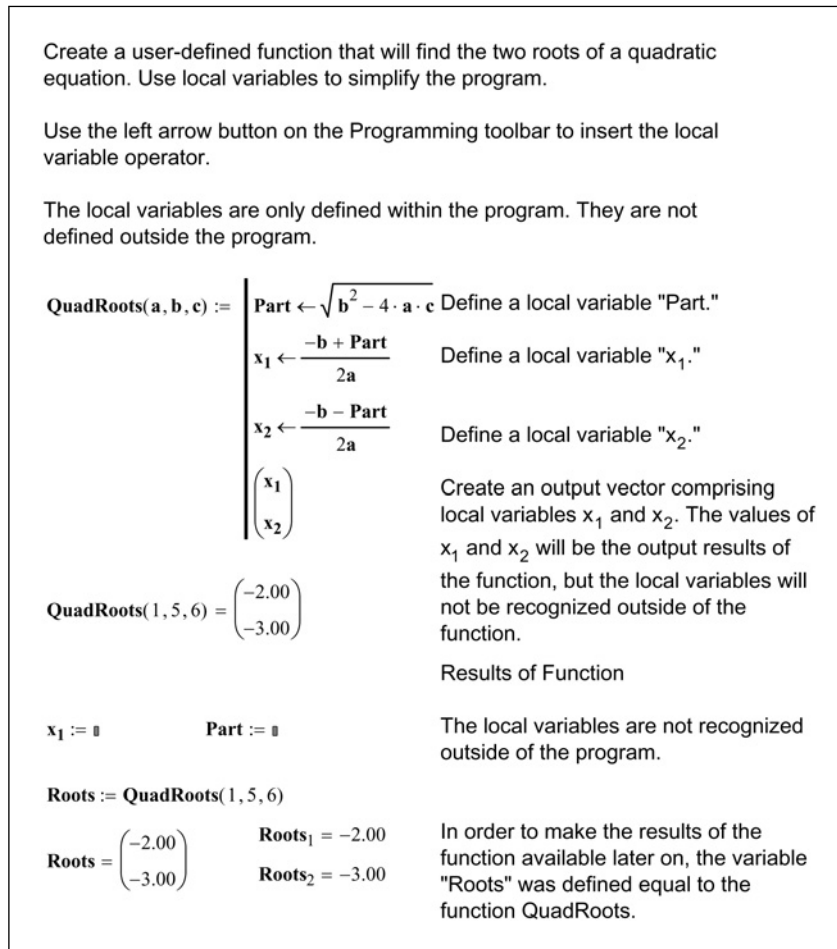 Create a user-defined function that will find the two roots of a quadratic
equation. Use local variables to simplify the program.
Use the left arrow button on the Programming toolbar to insert the local
variable operator.
The local variables are only defined within the program. They are not
defined outside the program.
QuadRoots(a, b, c) := | Part ← √(b² − 4 · a · c) Define a local variable "Part."
x₁ ← (−b + Part) / 2a Define a local variable "x₁."
x₂ ← (−b − Part) / 2a Define a local variable "x₂."
(x₁
x₂)
Create an output vector comprising
local variables x₁ and x₂. The values of
x₁ and x₂ will be the output results of
the function, but the local variables will
not be recognized outside of the
function.
QuadRoots(1, 5, 6) = (−2.00
−3.00)
Results of Function
x₁ := ▯ Part := ▯
The local variables are not recognized
outside of the program.
Roots := QuadRoots(1, 5, 6)
Roots = (−2.00
−3.00)
Roots₁ = −2.00
Roots₂ = −3.00
In order to make the results of the
function available later on, the variable
"Roots" was defined equal to the
function QuadRoots.